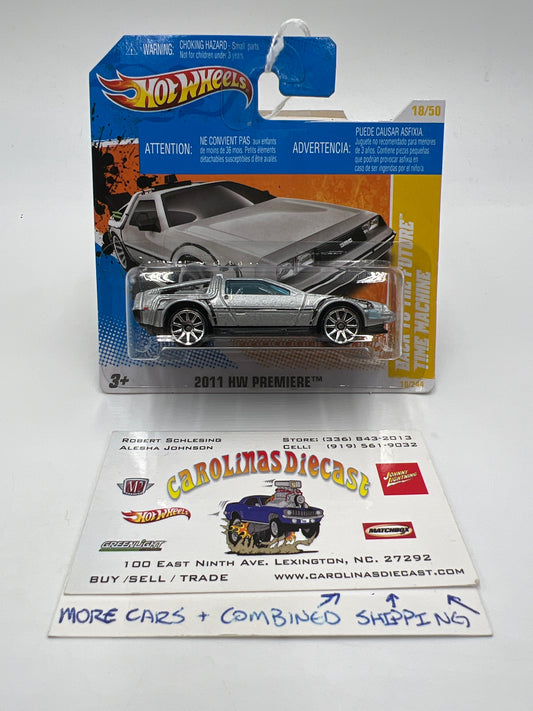 WARNING: CHOKING HAZARD - Small parts
Not for children under 3 years.
Hot Wheels
18/50
ATTENTION: NE CONVIENT PAS aux enfants
de moins de 36 mois. Petits éléments
détachables susceptibles d'être avalés.
ADVERTENCIA: PUEDE CAUSAR ASFIXIA.
Juguete no recomendado para menores
de 3 años. Contiene piezas pequeñas
que podrían provocar asfixia en
caso de ser ingeridas por el niño/a.
BACK TO THE FUTURE™
TIME MACHINE
18/244
3+
2011 HW PREMIERE™
Robert Schlesing
Alesha Johnson
Store: (336) 843-2013
Cell: (919) 561-9032
Carolinas Diecast
M2
Hot Wheels
GREENLIGHT
Johnny Lightning
MATCHBOX
100 East Ninth Ave. Lexington, NC. 27292
BUY / SELL / TRADE
www.carolinasdiecast.com
MORE CARS + COMBINED SHIPPING